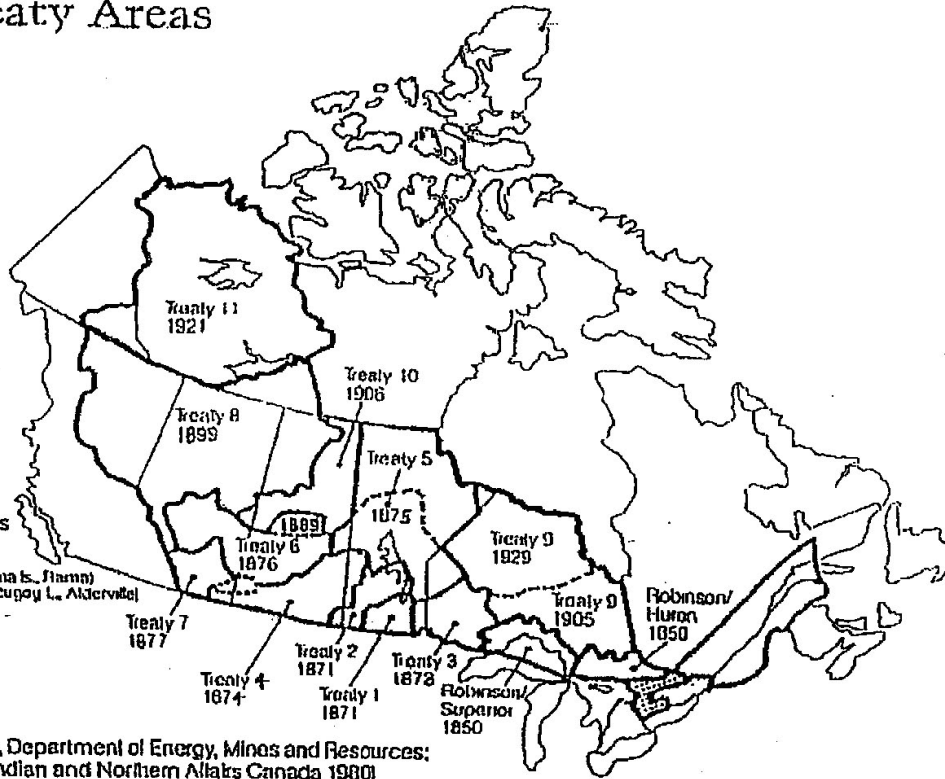 eaty Areas
Treaty 11
1921
Treaty 10
1906
Treaty 8
1899
Treaty 5
1875
1889
Treaty 6
1876
Treaty 9
1929
Treaty 9
1905
Robinson/
Huron
1850
Treaty 7
1877
Treaty 4
1874
Treaty 2
1871
Treaty 1
1871
Treaty 3
1873
Robinson/
Superior
1850
s
Alderville)
, Department of Energy, Mines and Resources;
ndian and Northern Affairs Canada 1980)